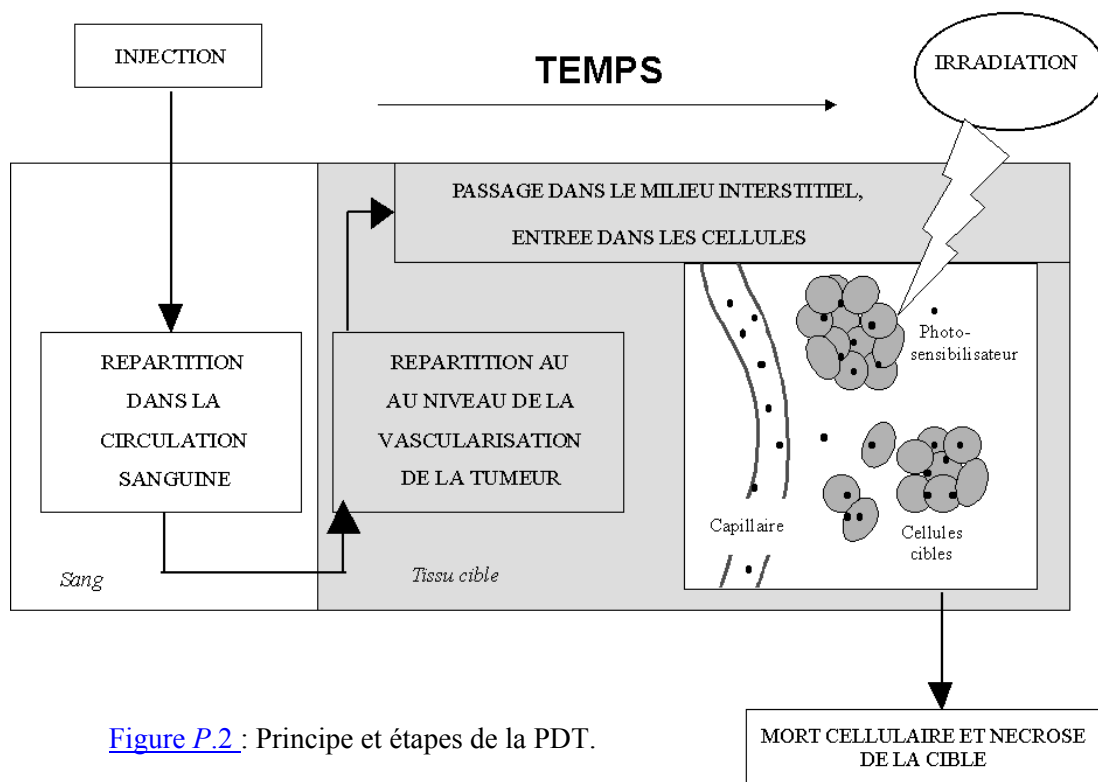 INJECTION
TEMPS
IRRADIATION
PASSAGE DANS LE MILIEU INTERSTITIEL,
ENTREE DANS LES CELLULES
REPARTITION
DANS LA
CIRCULATION
SANGUINE
REPARTITION AU
AU NIVEAU DE LA
VASCULARISATION
DE LA TUMEUR
Photo-
sensibilisateur
Capillaire
Cellules
cibles
Sang
Tissu cible
Figure P.2 : Principe et étapes de la PDT.
MORT CELLULAIRE ET NECROSE
DE LA CIBLE